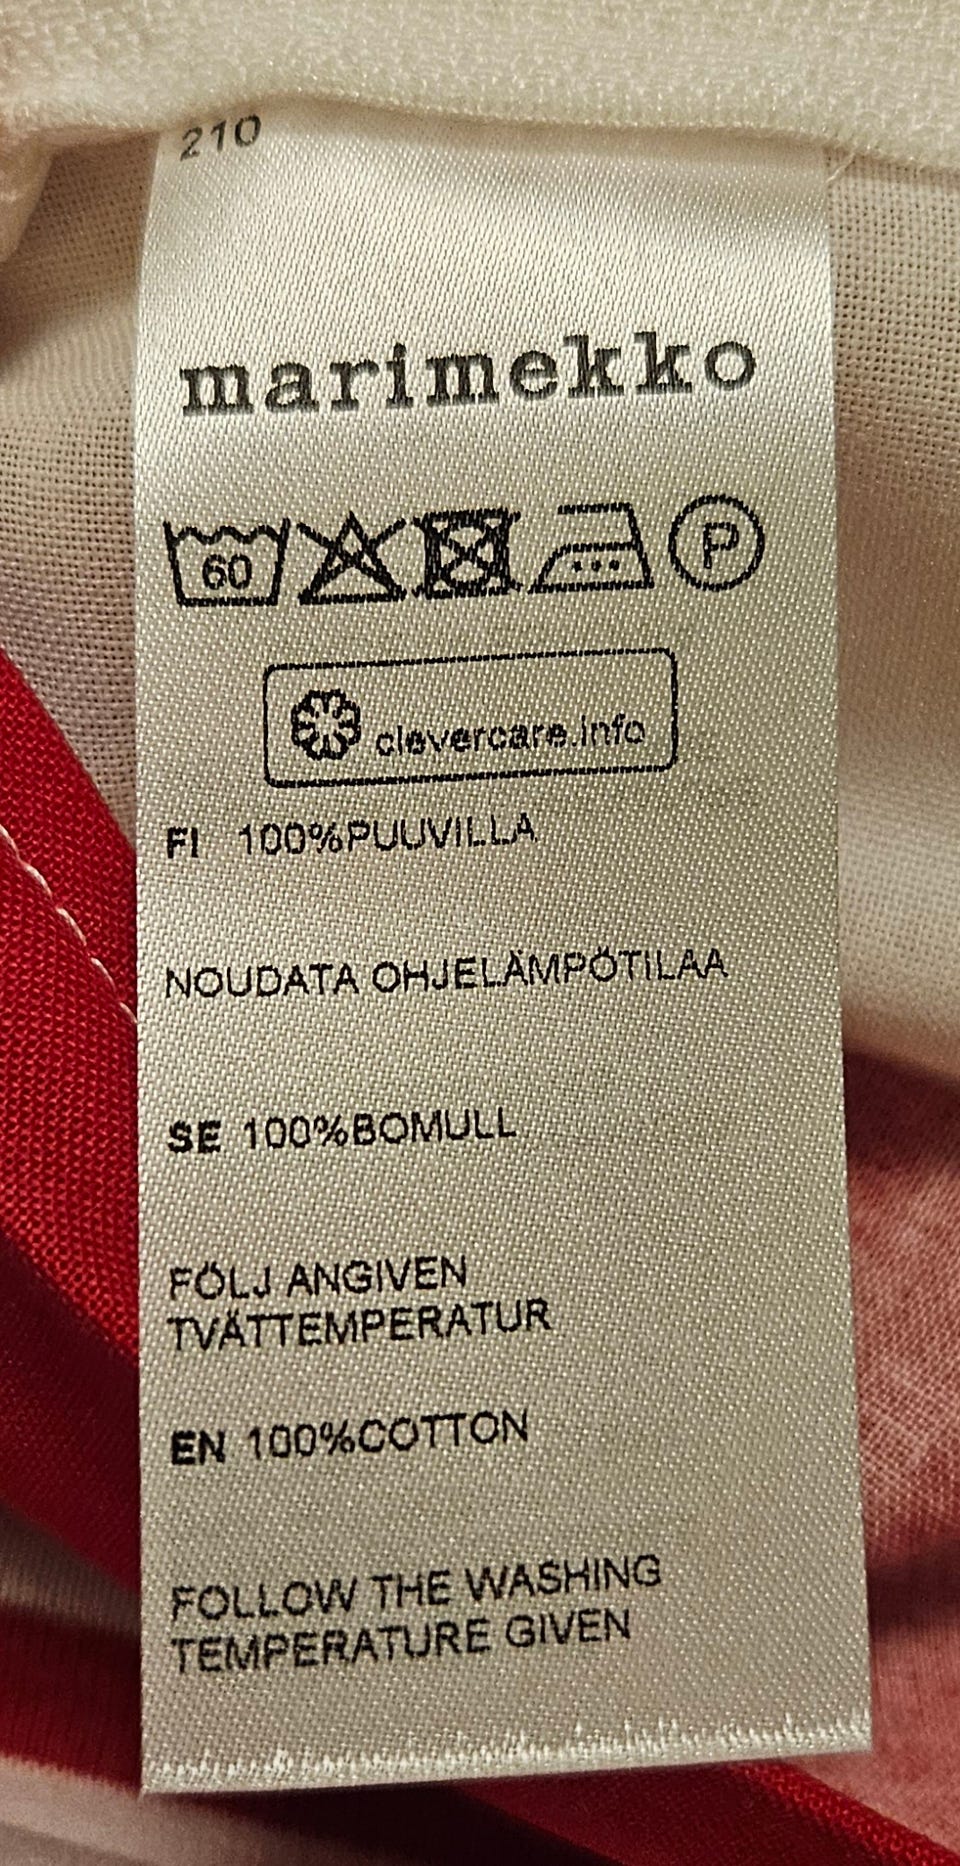 210
marimekko
60 P
clevercare.info
FI 100%PUUVILLA
NOUDATA OHJELÄMPÖTILAA
SE 100%BOMULL
FÖLJ ANGIVEN
TVÄTTEMPERATUR
EN 100%COTTON
FOLLOW THE WASHING
TEMPERATURE GIVEN